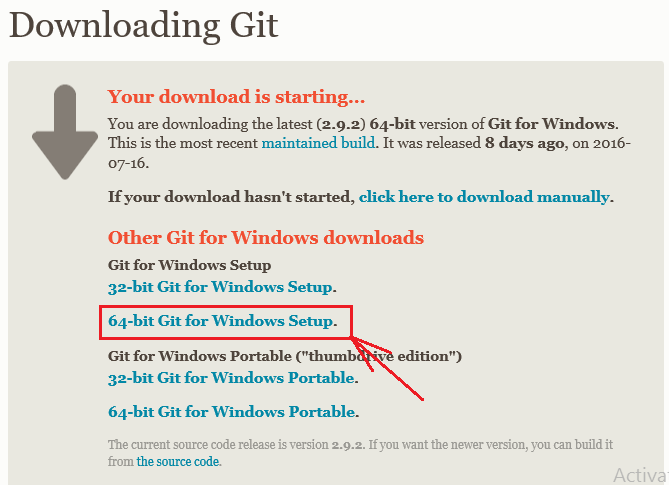 Downloading Git
Your download is starting...
You are downloading the latest (2.9.2) 64-bit version of Git for Windows.
This is the most recent maintained build. It was released 8 days ago, on 2016-
07-16.
If your download hasn't started, click here to download manually.
Other Git for Windows downloads
Git for Windows Setup
32-bit Git for Windows Setup.
64-bit Git for Windows Setup.
Git for Windows Portable ("thumbdrive edition")
32-bit Git for Windows Portable.
64-bit Git for Windows Portable.
The current source code release is version 2.9.2. If you want the newer version, you can build it
from the source code.
Activa